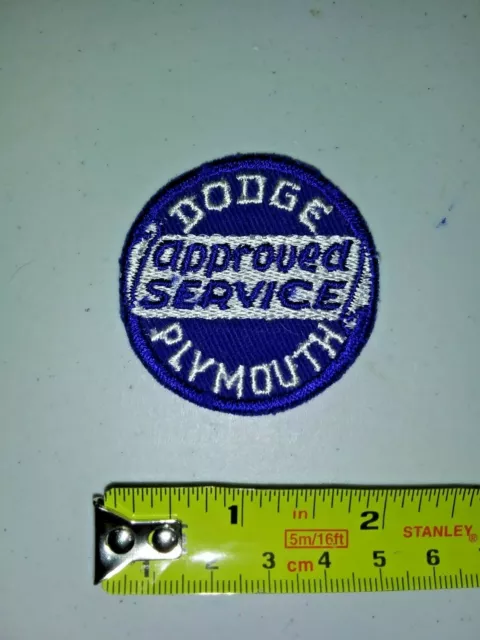 DODGE
approved
SERVICE
PLYMOUTH
1 in 2
5m/16ft STANLEY®
1 2 3 cm 4 5 6